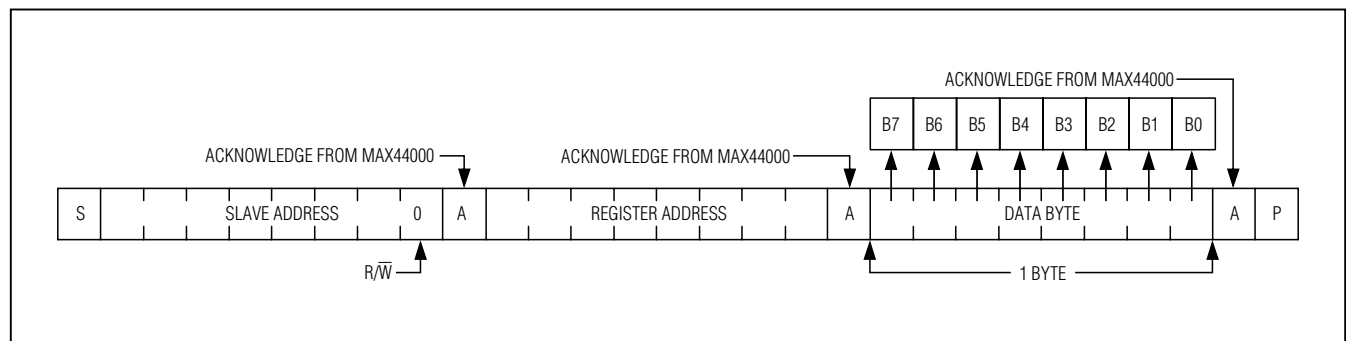 ACKNOWLEDGE FROM MAX44000
B7 B6 B5 B4 B3 B2 B1 B0
ACKNOWLEDGE FROM MAX44000 ACKNOWLEDGE FROM MAX44000
S SLAVE ADDRESS 0 A REGISTER ADDRESS A DATA BYTE A P
R/W̅ 1 BYTE